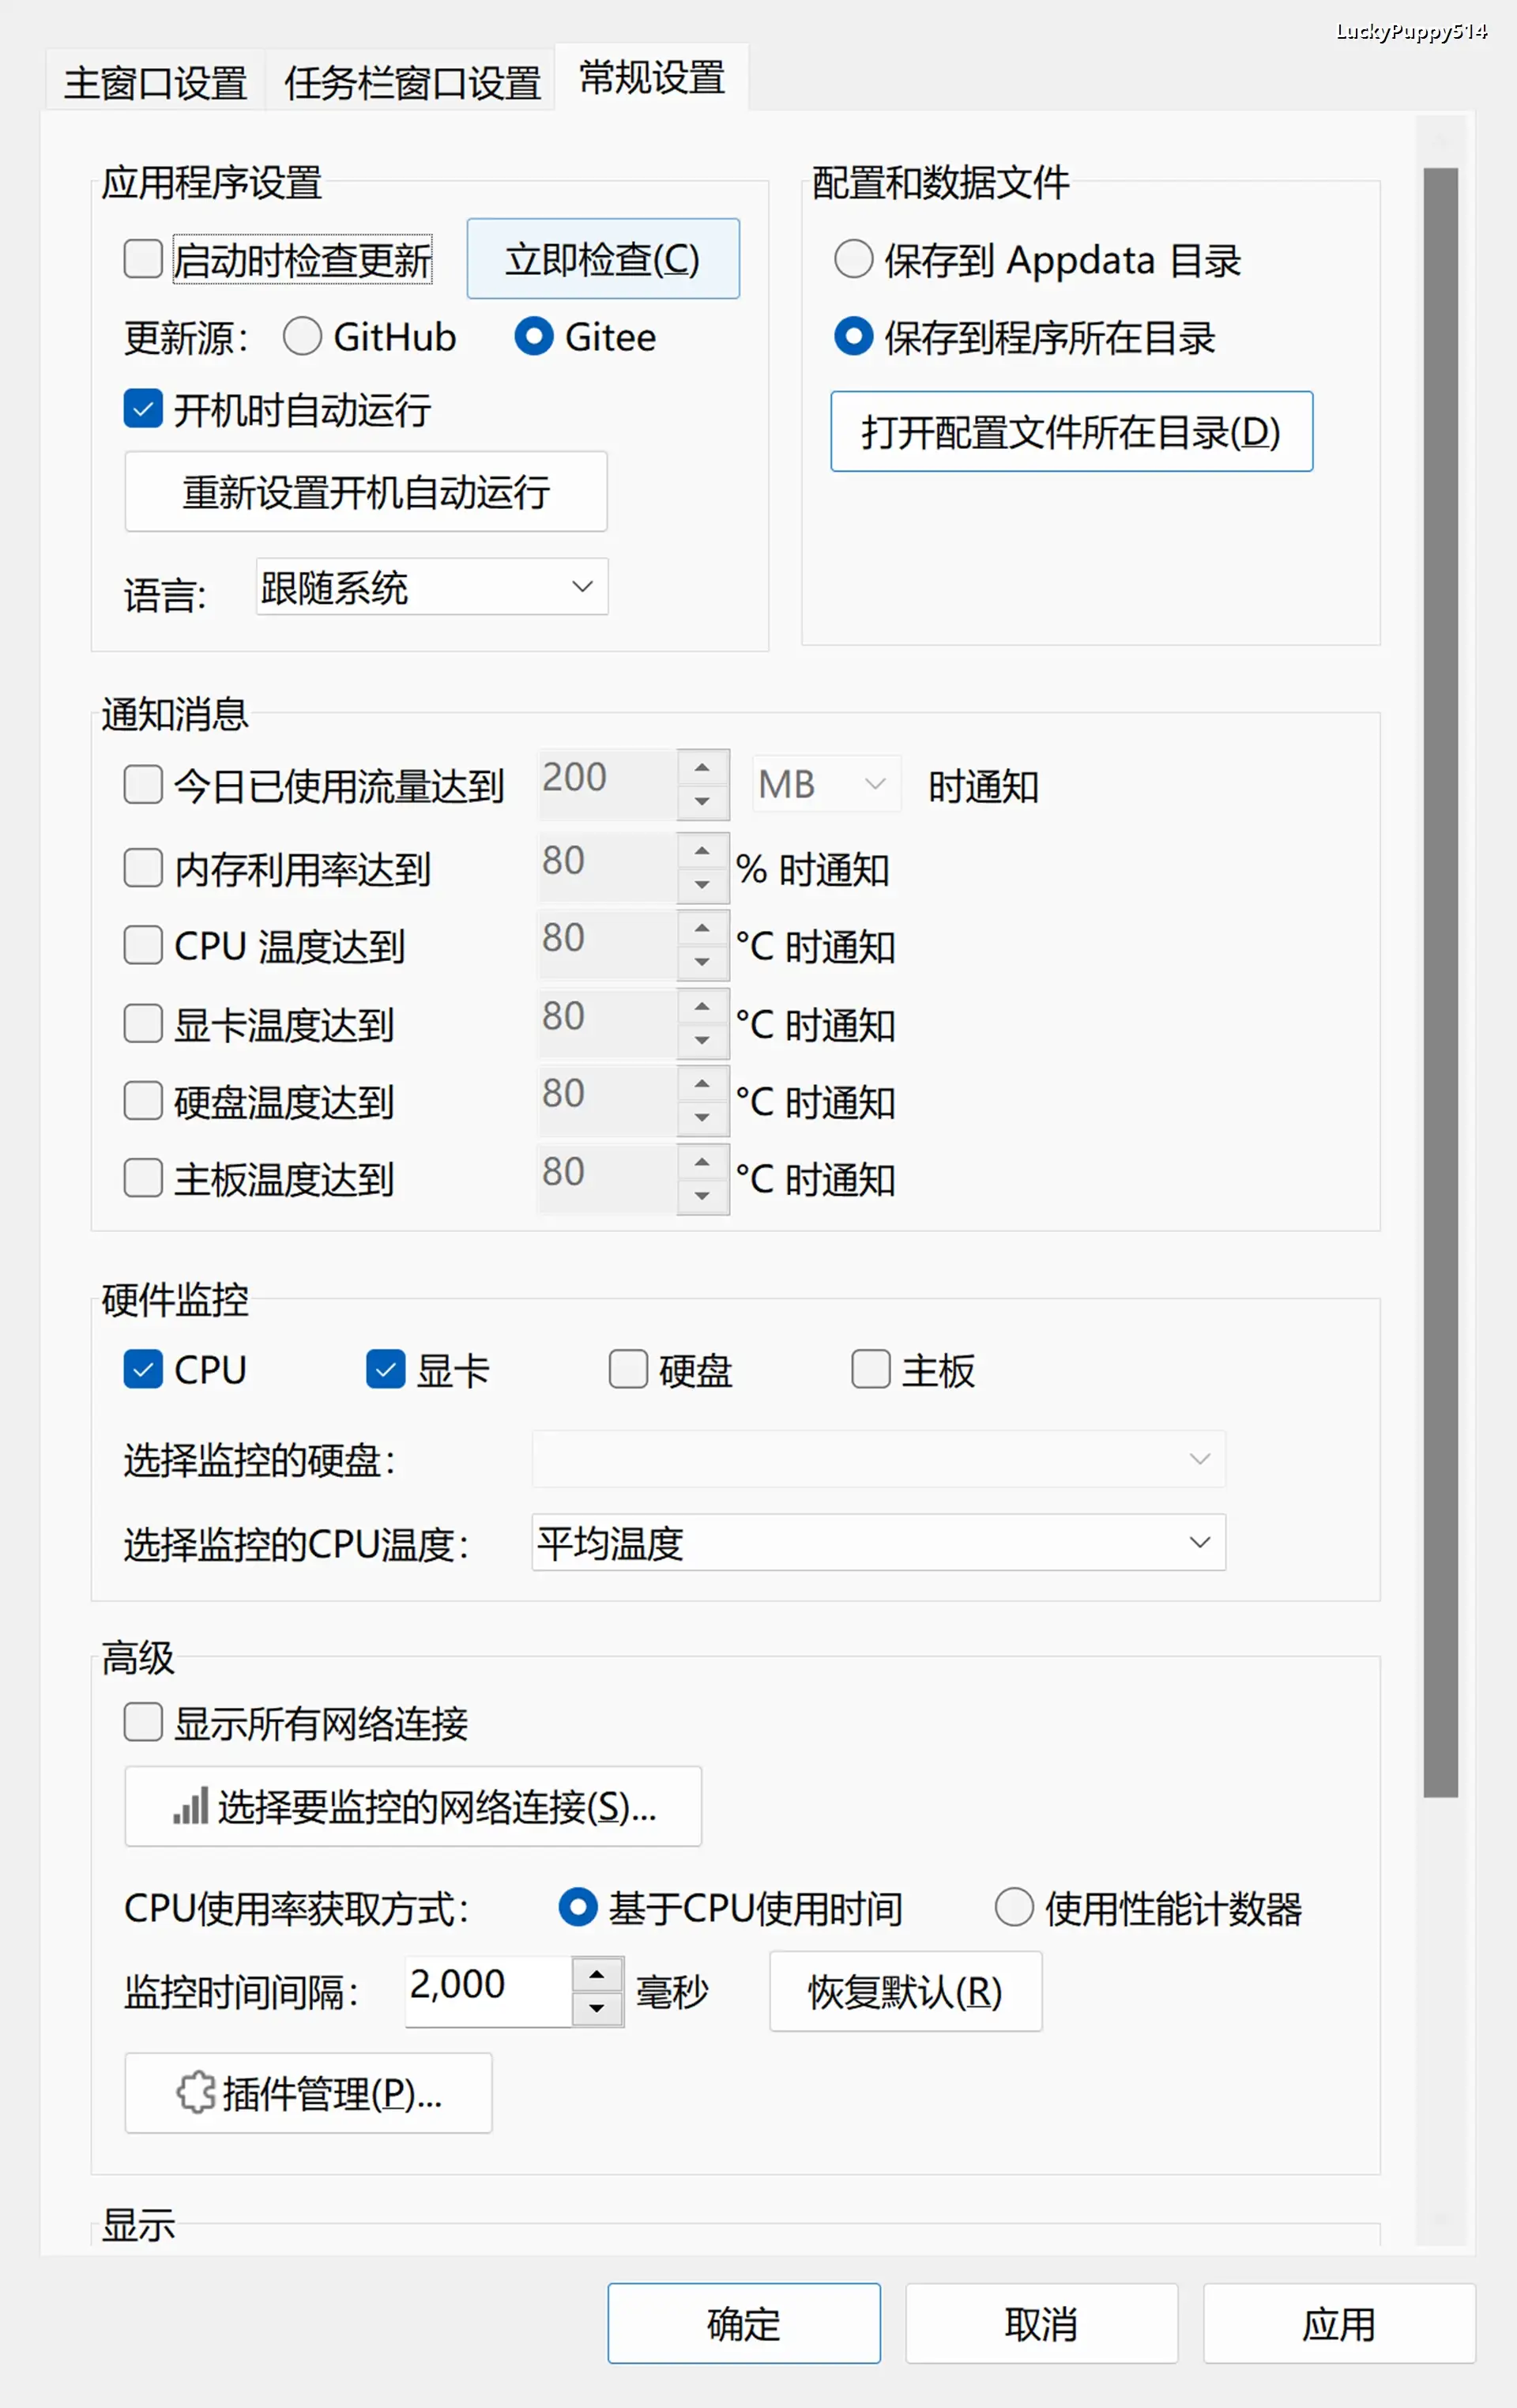 LuckyPuppy514
主窗口设置 任务栏窗口设置 常规设置
应用程序设置
启动时检查更新 立即检查(C)
更新源： GitHub Gitee
开机时自动运行
重新设置开机自动运行
语言: 跟随系统
配置和数据文件
保存到 Appdata 目录
保存到程序所在目录
打开配置文件所在目录(D)
通知消息
今日已使用流量达到 200 MB 时通知
内存利用率达到 80 % 时通知
CPU 温度达到 80 °C 时通知
显卡温度达到 80 °C 时通知
硬盘温度达到 80 °C 时通知
主板温度达到 80 °C 时通知
硬件监控
CPU 显卡 硬盘 主板
选择监控的硬盘：
选择监控的CPU温度： 平均温度
高级
显示所有网络连接
选择要监控的网络连接(S)...
CPU使用率获取方式： 基于CPU使用时间 使用性能计数器
监控时间间隔： 2,000 毫秒 恢复默认(R)
插件管理(P)...
显示
确定 取消 应用